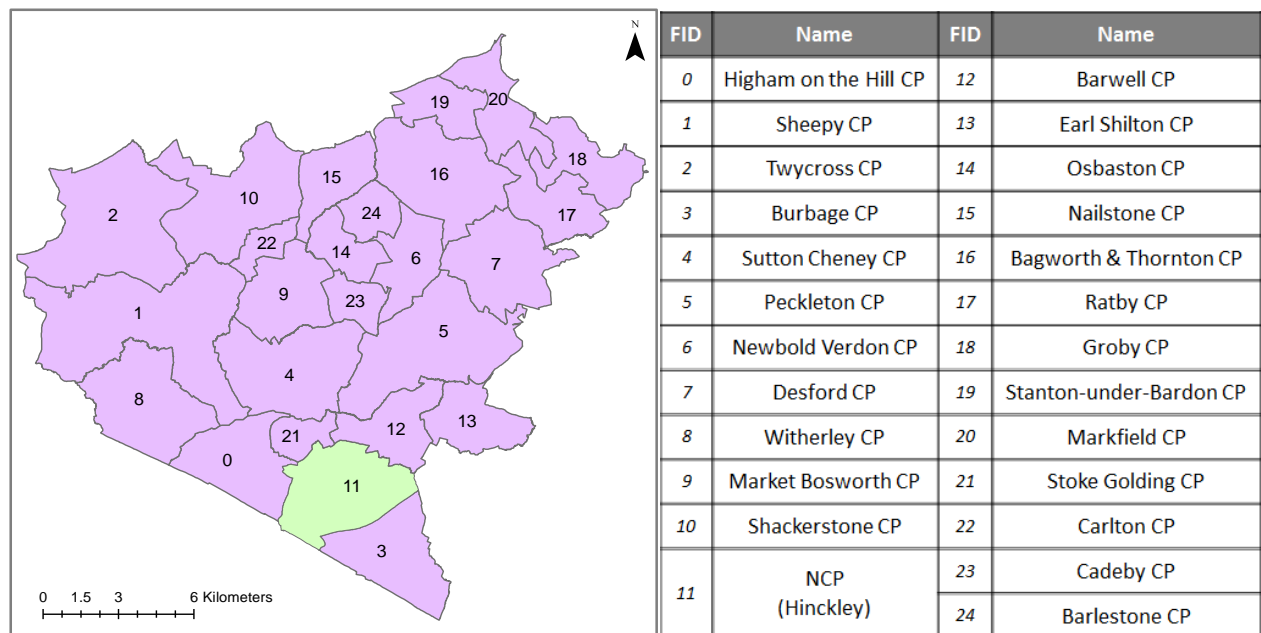 N
20
19
18
16
15
10
24
17
2
22
14
6
7
9
23
1
5
4
8
13
12
21
0
11
3
0 1.5 3 6 Kilometers
FID Name FID Name
0 Higham on the Hill CP 12 Barwell CP
1 Sheepy CP 13 Earl Shilton CP
2 Twycross CP 14 Osbaston CP
3 Burbage CP 15 Nailstone CP
4 Sutton Cheney CP 16 Bagworth & Thornton CP
5 Peckleton CP 17 Ratby CP
6 Newbold Verdon CP 18 Groby CP
7 Desford CP 19 Stanton-under-Bardon CP
8 Witherley CP 20 Markfield CP
9 Market Bosworth CP 21 Stoke Golding CP
10 Shackerstone CP 22 Carlton CP
11 NCP
(Hinckley)
23 Cadeby CP
24 Barlestone CP